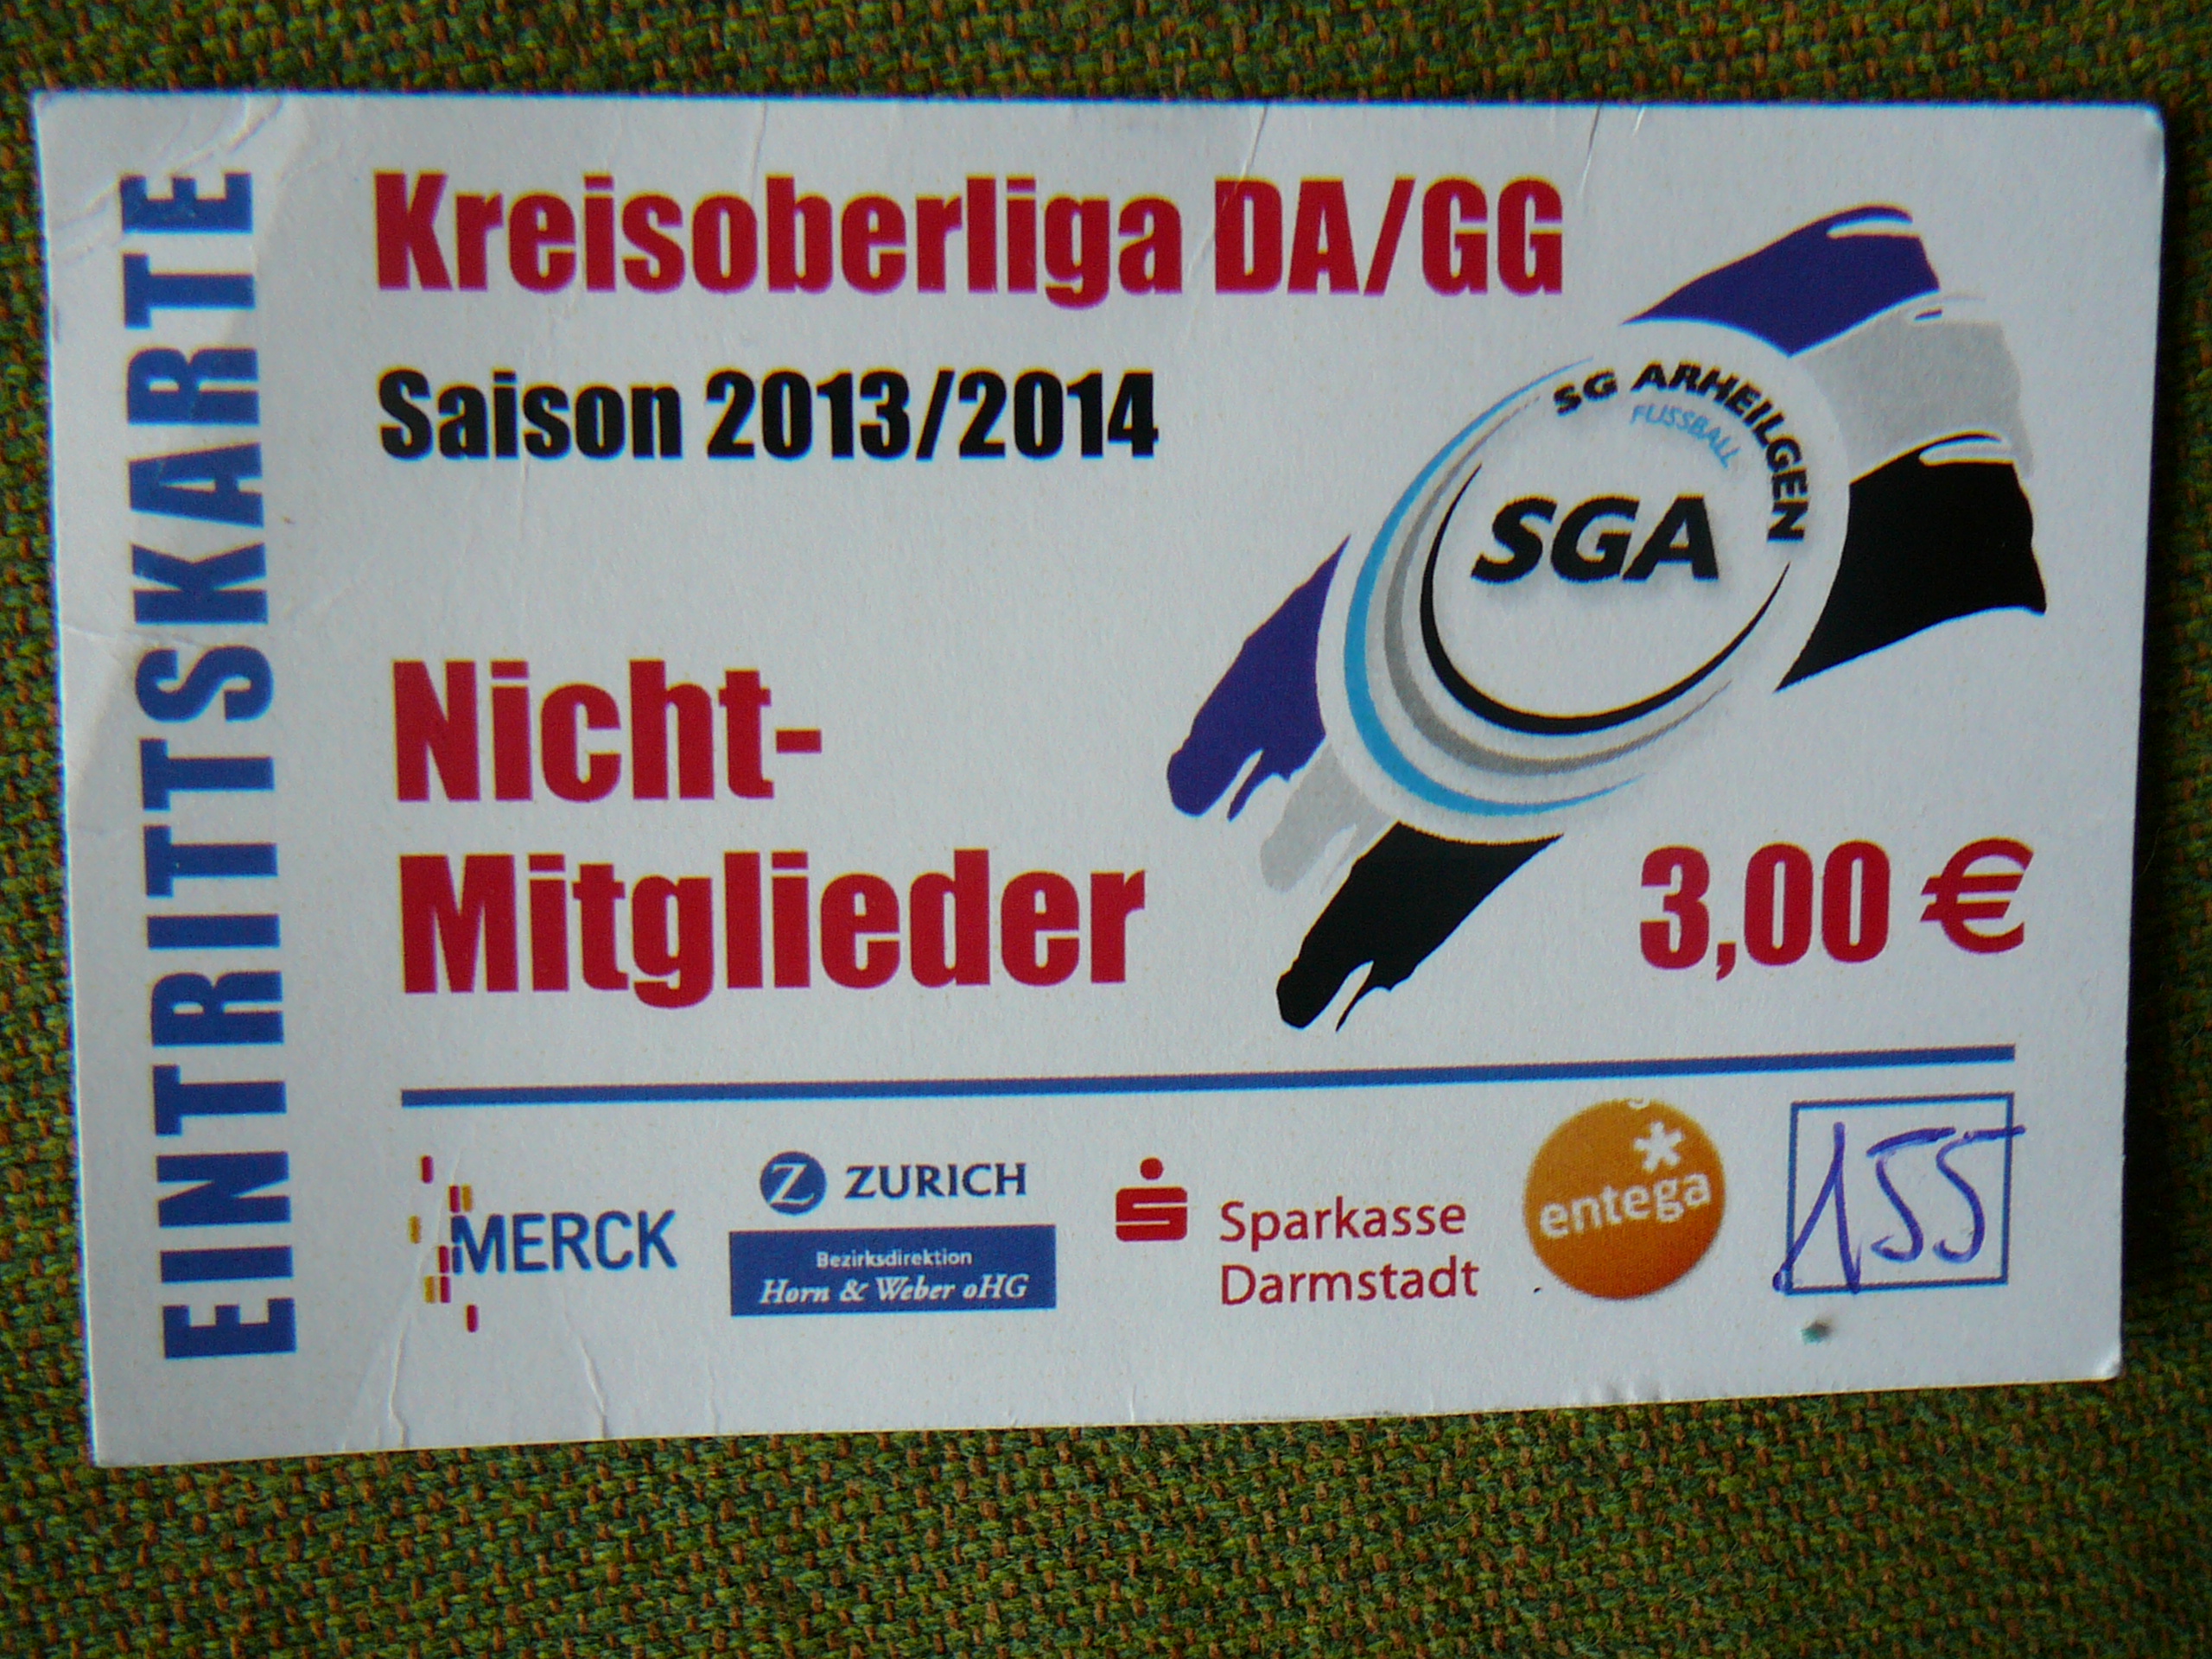 EINTRITTSKARTE
Kreisoberliga DA/GG
Saison 2013/2014
SG ARHEILGEN
FUSSBALL
SGA
Nicht-
Mitglieder
3,00 €
MERCK
Z ZURICH
Bezirksdirektion
Horn & Weber oHG
Sparkasse
Darmstadt
entega
155